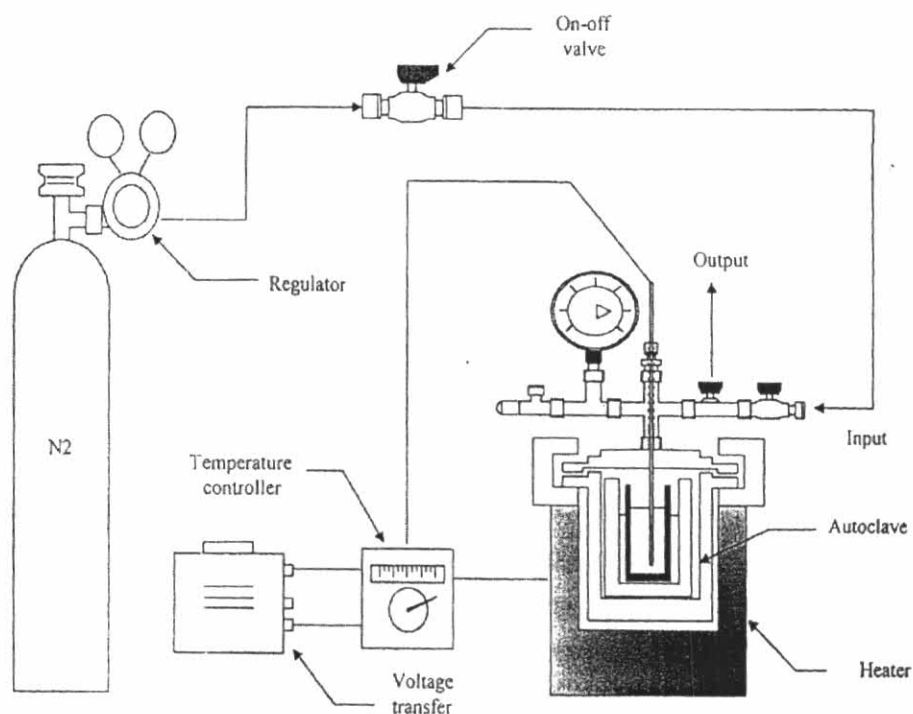 On-off
valve
Regulator
Output
N2
Input
Temperature
controller
Autoclave
Heater
Voltage
transfer